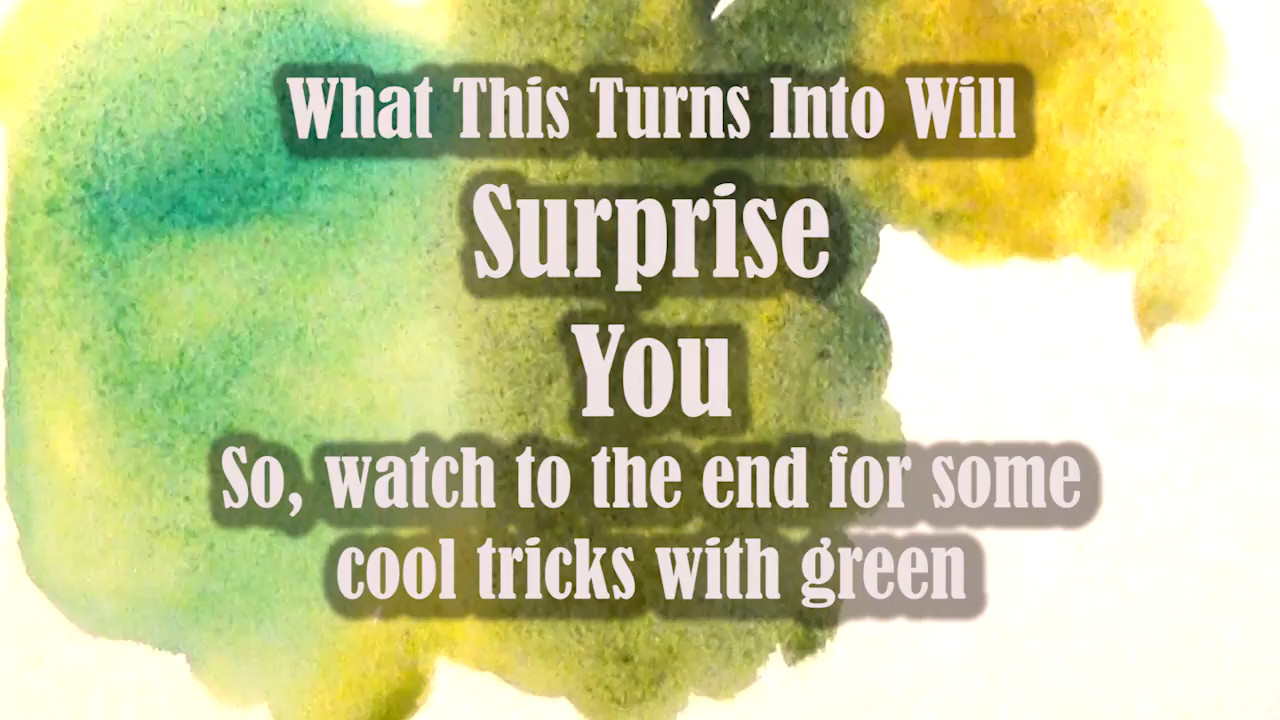 What This Turns Into Will
Surprise
You
So, watch to the end for some
cool tricks with green